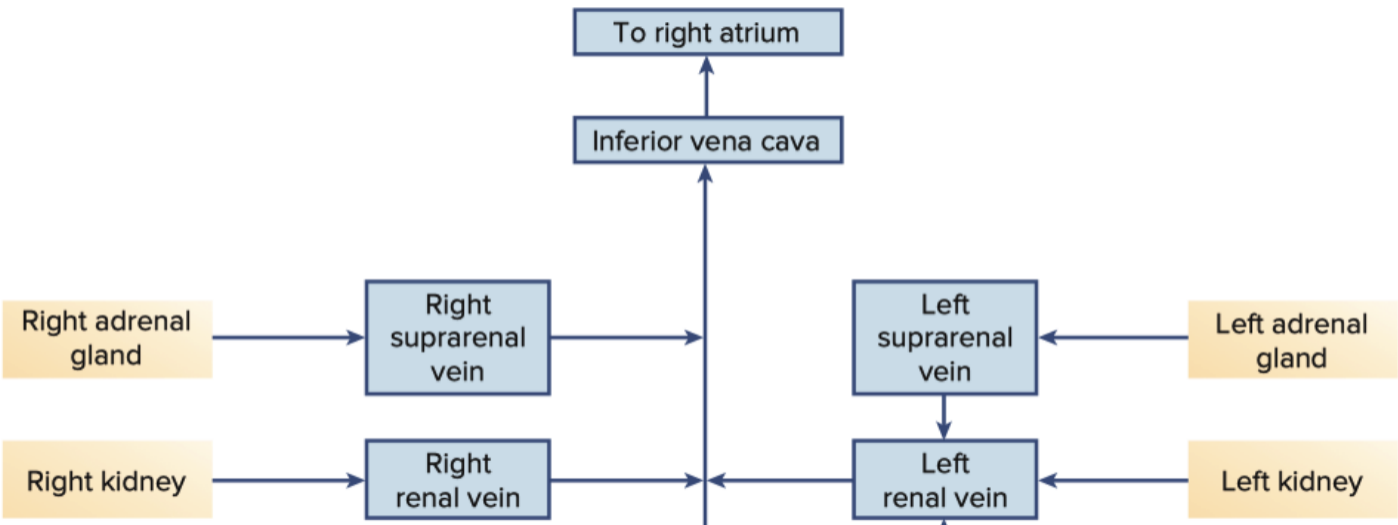 To right atrium
Inferior vena cava
Right adrenal
gland
Right
suprarenal
vein
Left
suprarenal
vein
Left adrenal
gland
Right kidney
Right
renal vein
Left
renal vein
Left kidney